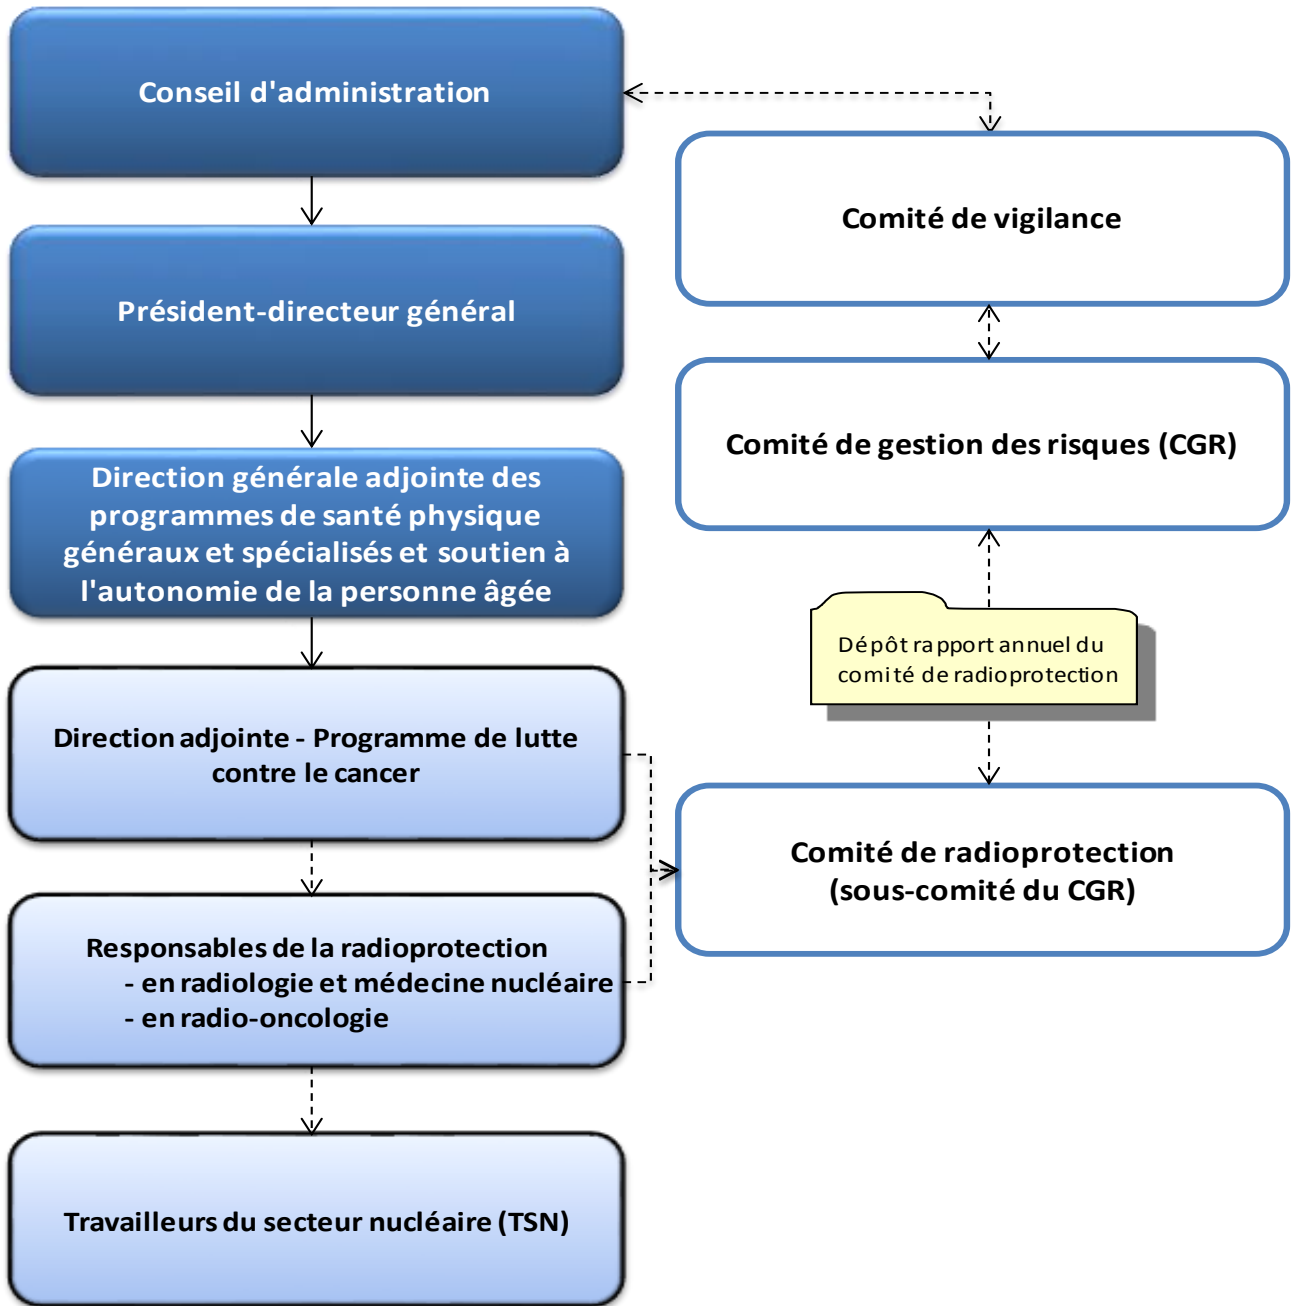 Conseil d'administration
Président-directeur général
Direction générale adjointe des
programmes de santé physique
généraux et spécialisés et soutien à
l'autonomie de la personne âgée
Direction adjointe - Programme de lutte
contre le cancer
Responsables de la radioprotection
- en radiologie et médecine nucléaire
- en radio-oncologie
Travailleurs du secteur nucléaire (TSN)
Comité de vigilance
Comité de gestion des risques (CGR)
Dépôt rapport annuel du
comité de radioprotection
Comité de radioprotection
(sous-comité du CGR)